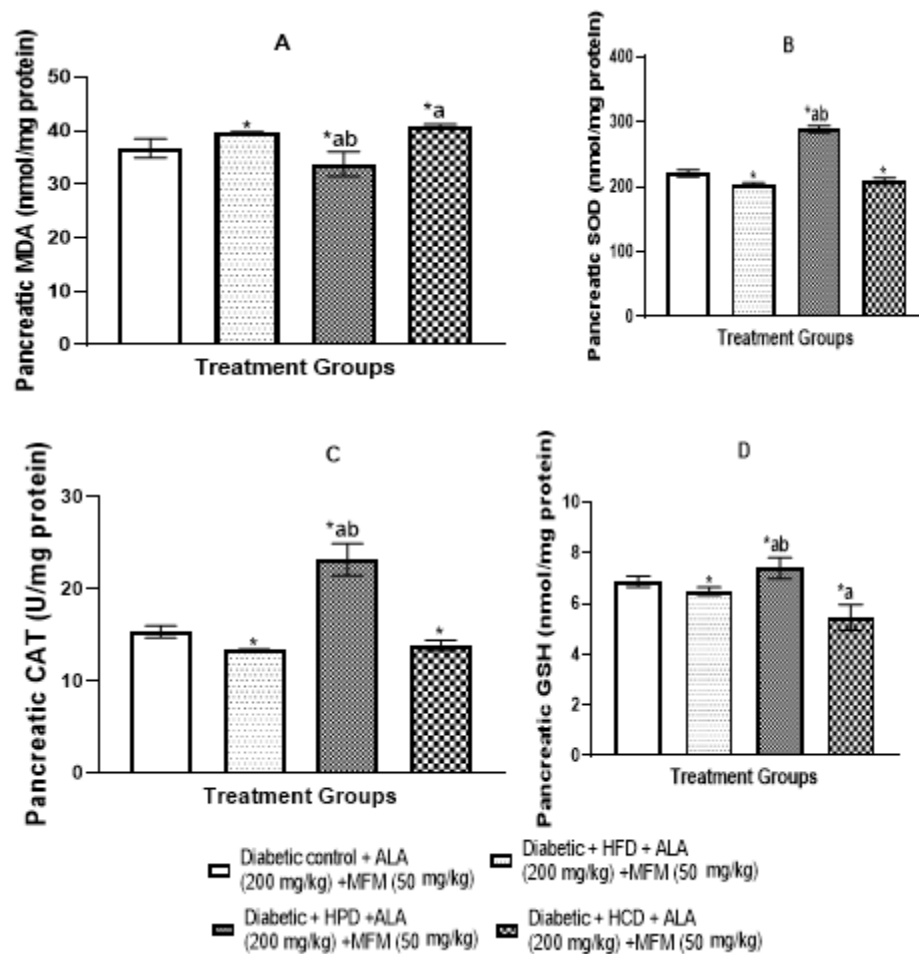 A
Pancreatic MDA (nmol/mg protein)
50
40
30
20
10
0
*
*ab
*a
Treatment Groups
B
Pancreatic SOD (nmol/mg protein)
400
300
200
100
0
*
*ab
*
Treatment Groups
C
Pancreatic CAT (U/mg protein)
30
20
10
0
*
*ab
*
Treatment Groups
D
Pancreatic GSH (nmol/mg protein)
10
8
6
4
2
0
*
*ab
*a
Treatment Groups
Diabetic control + ALA
(200 mg/kg) +MFM (50 mg/kg)
Diabetic + HFD + ALA
(200 mg/kg) +MFM (50 mg/kg)
Diabetic + HPD +ALA
(200 mg/kg) +MFM (50 mg/kg)
Diabetic + HCD + ALA
(200 mg/kg) +MFM (50 mg/kg)